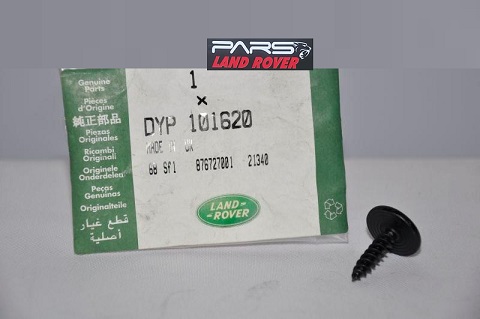 PARS
LAND ROVER
Genuine
Parts
Pièces
d'Origine
純正部品
Piezas
Originales
Ricambi
Originali
Originele
Onderdelen
Peças
Genuínas
Originalteile
قطع غيار
أصلية
1
x
DYP 101620
MADE IN UK
876727001 21340
LAND-
-ROVER